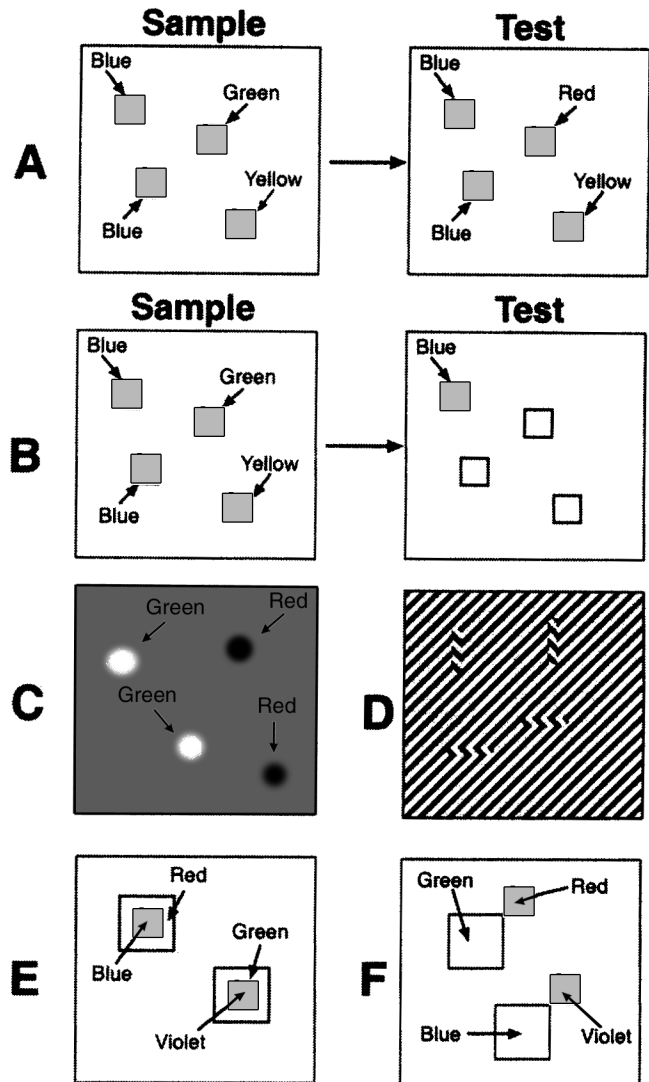 Sample Test
A
Blue Green Blue Yellow
Blue Red Blue Yellow
Sample Test
B
Blue Green Blue Yellow
Blue
C
Green Red
Green Red
D
E
Red
Blue
Green
Violet
F
Green Red
Blue Violet